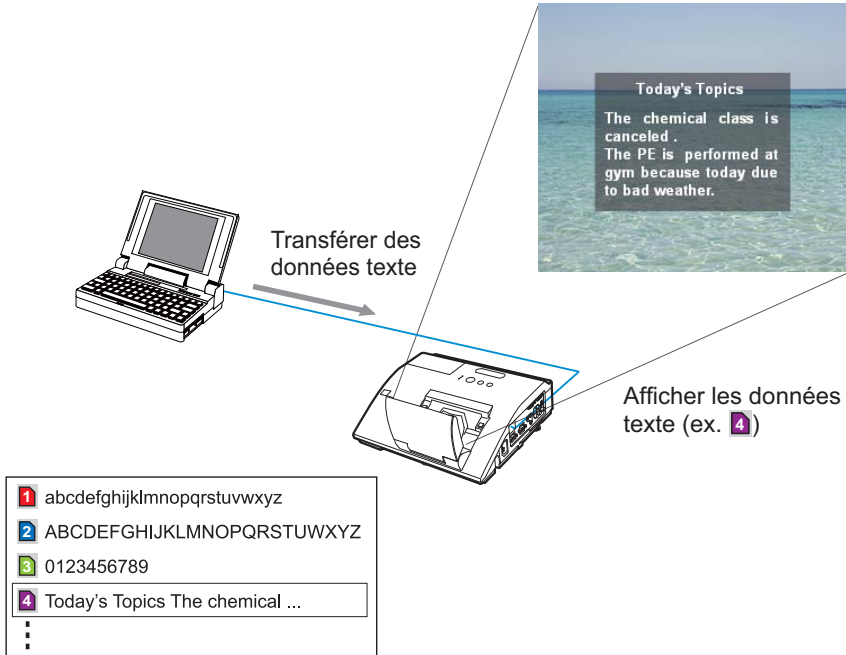 Today's Topics
The chemical class is
canceled .
The PE is performed at
gym because today due
to bad weather.
Transférer des
données texte
Afficher les données
texte (ex. 4)
1 abcdefghijklmnopqrstuvwxyz
2 ABCDEFGHIJKLMNOPQRSTUWXYZ
3 0123456789
4 Today's Topics The chemical ...